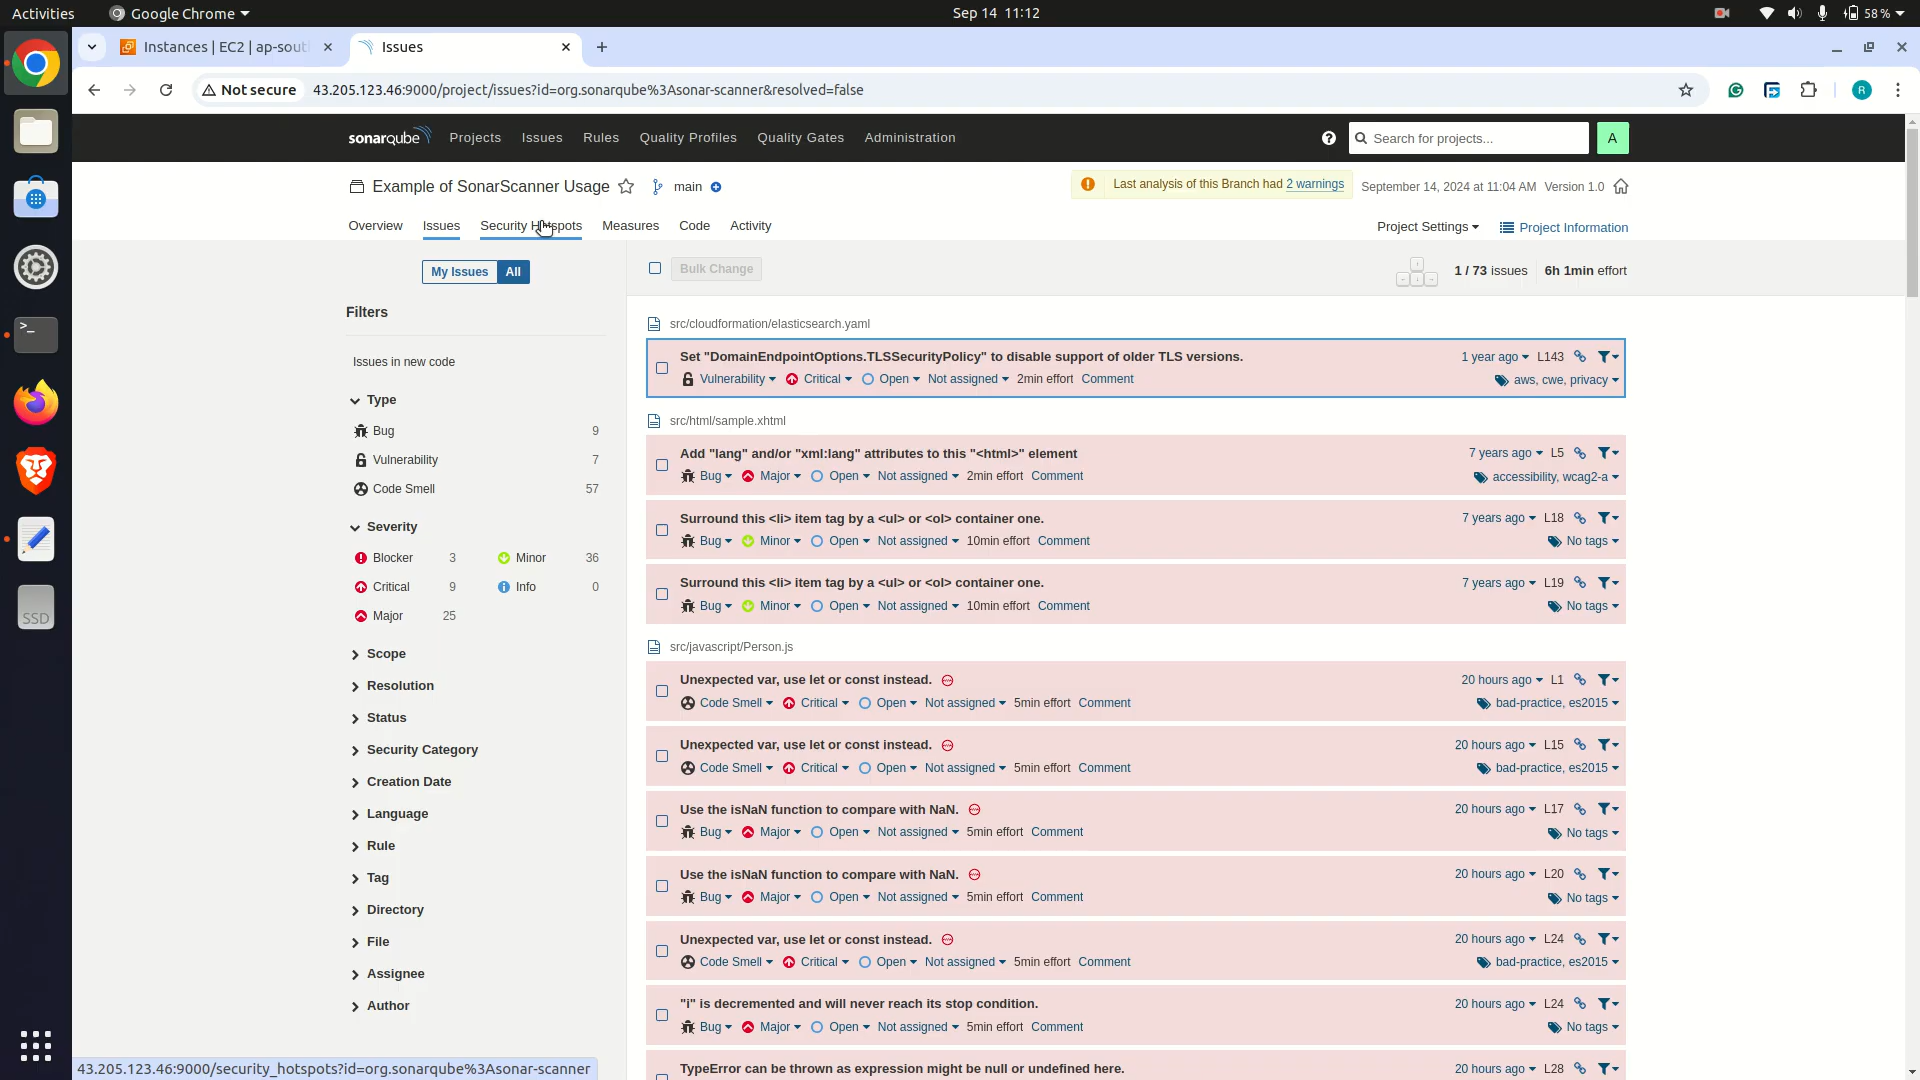 Activities
Google Chrome
Sep 14 11:12
58 %
Instances | EC2 | ap-sout
Issues
Not secure
43.205.123.46:9000/project/issues?id=org.sonarqube%3Asonar-scanner&resolved=false
R
sonarqube
Projects
Issues
Rules
Quality Profiles
Quality Gates
Administration
Search for projects...
A
Example of SonarScanner Usage
main
Last analysis of this Branch had 2 warnings
September 14, 2024 at 11:04 AM
Version 1.0
Overview
Issues
Security Hotspots
Measures
Code
Activity
Project Settings
Project Information
My Issues
All
Bulk Change
1 / 73 issues
6h 1min effort
Filters
Issues in new code
Type
Bug 9
Vulnerability 7
Code Smell 57
Severity
Blocker 3
Minor 36
Critical 9
Info 0
Major 25
Scope
Resolution
Status
Security Category
Creation Date
Language
Rule
Tag
Directory
File
Assignee
Author
src/cloudformation/elasticsearch.yaml
Set "DomainEndpointOptions.TLSSecurityPolicy" to disable support of older TLS versions.
1 year ago L143
Vulnerability Critical Open Not assigned 2min effort Comment
aws, cwe, privacy
src/html/sample.xhtml
Add "lang" and/or "xml:lang" attributes to this "<html>" element
7 years ago L5
Bug Major Open Not assigned 2min effort Comment
accessibility, wcag2-a
Surround this <li> item tag by a <ul> or <ol> container one.
7 years ago L18
Bug Minor Open Not assigned 10min effort Comment
No tags
Surround this <li> item tag by a <ul> or <ol> container one.
7 years ago L19
Bug Minor Open Not assigned 10min effort Comment
No tags
src/javascript/Person.js
Unexpected var, use let or const instead.
20 hours ago L1
Code Smell Critical Open Not assigned 5min effort Comment
bad-practice, es2015
Unexpected var, use let or const instead.
20 hours ago L15
Code Smell Critical Open Not assigned 5min effort Comment
bad-practice, es2015
Use the isNaN function to compare with NaN.
20 hours ago L17
Bug Major Open Not assigned 5min effort Comment
No tags
Use the isNaN function to compare with NaN.
20 hours ago L20
Bug Major Open Not assigned 5min effort Comment
No tags
Unexpected var, use let or const instead.
20 hours ago L24
Code Smell Critical Open Not assigned 5min effort Comment
bad-practice, es2015
"i" is decremented and will never reach its stop condition.
20 hours ago L24
Bug Major Open Not assigned 5min effort Comment
No tags
TypeError can be thrown as expression might be null or undefined here.
20 hours ago L28
SSD
43.205.123.46:9000/security_hotspots?id=org.sonarqube%3Asonar-scanner